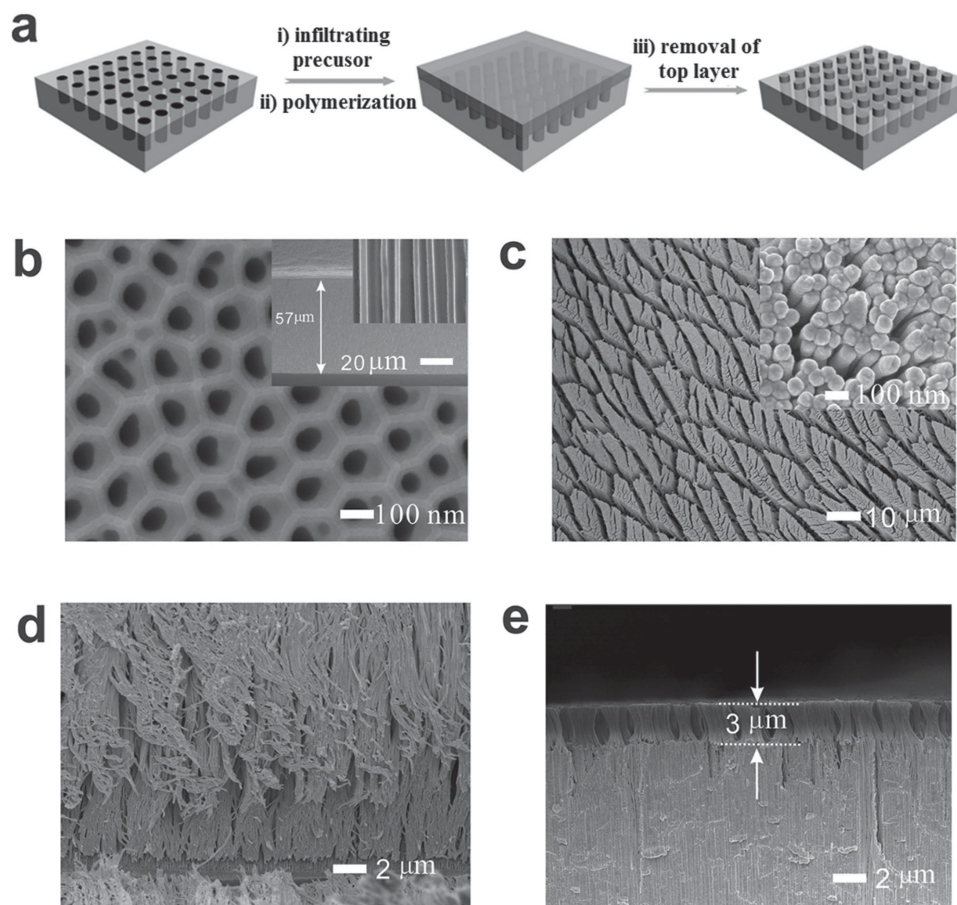 a
i) infiltrating
precusor
ii) polymerization
iii) removal of
top layer
b
57μm
20 μm
100 nm
c
100 nm
10 μm
d
2 μm
e
3 μm
2 μm